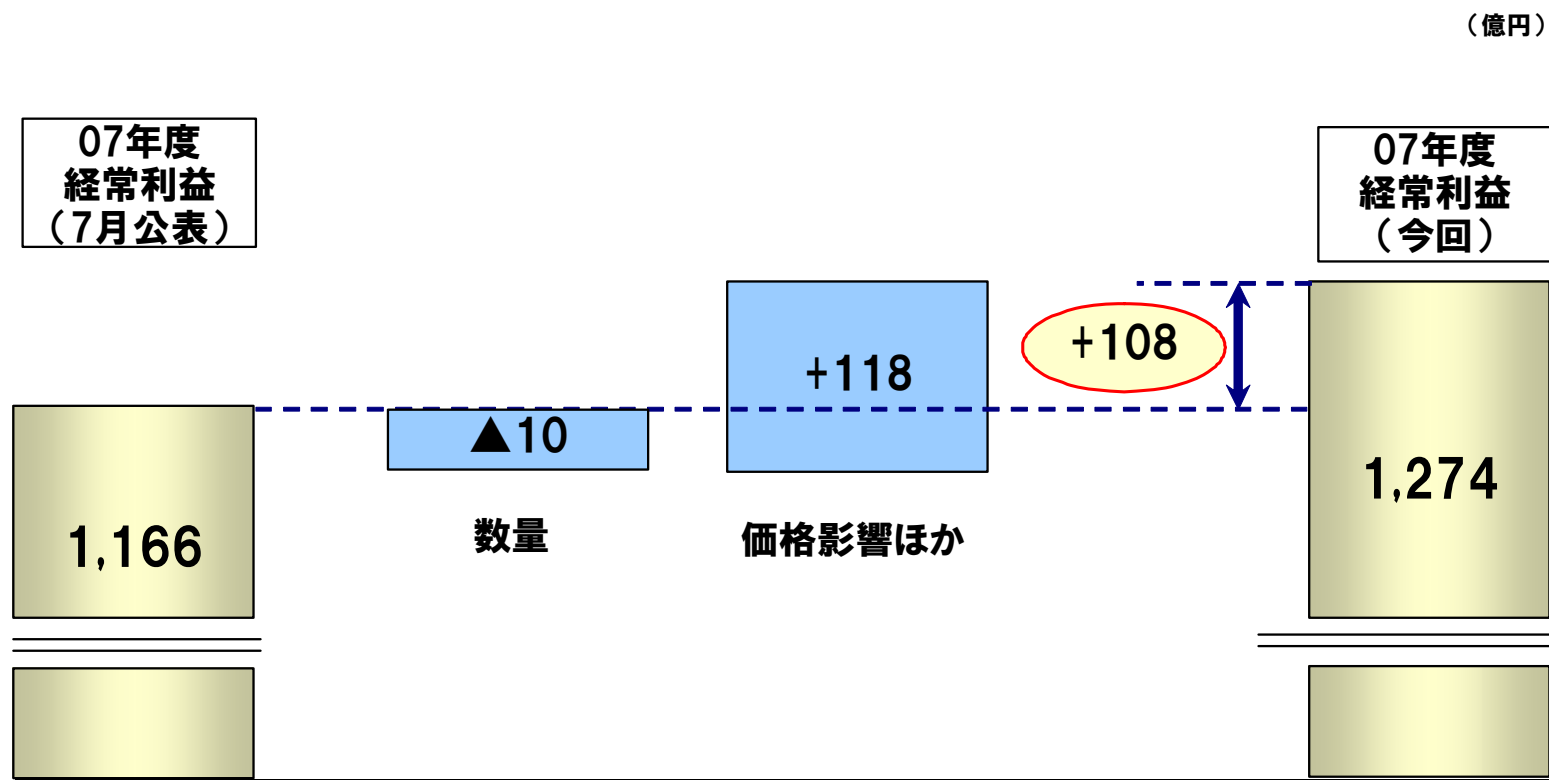 （億円）
07年度
経常利益
（7月公表）
07年度
経常利益
（今回）
+108
+118
▲10
1,274
1,166
数量
価格影響ほか